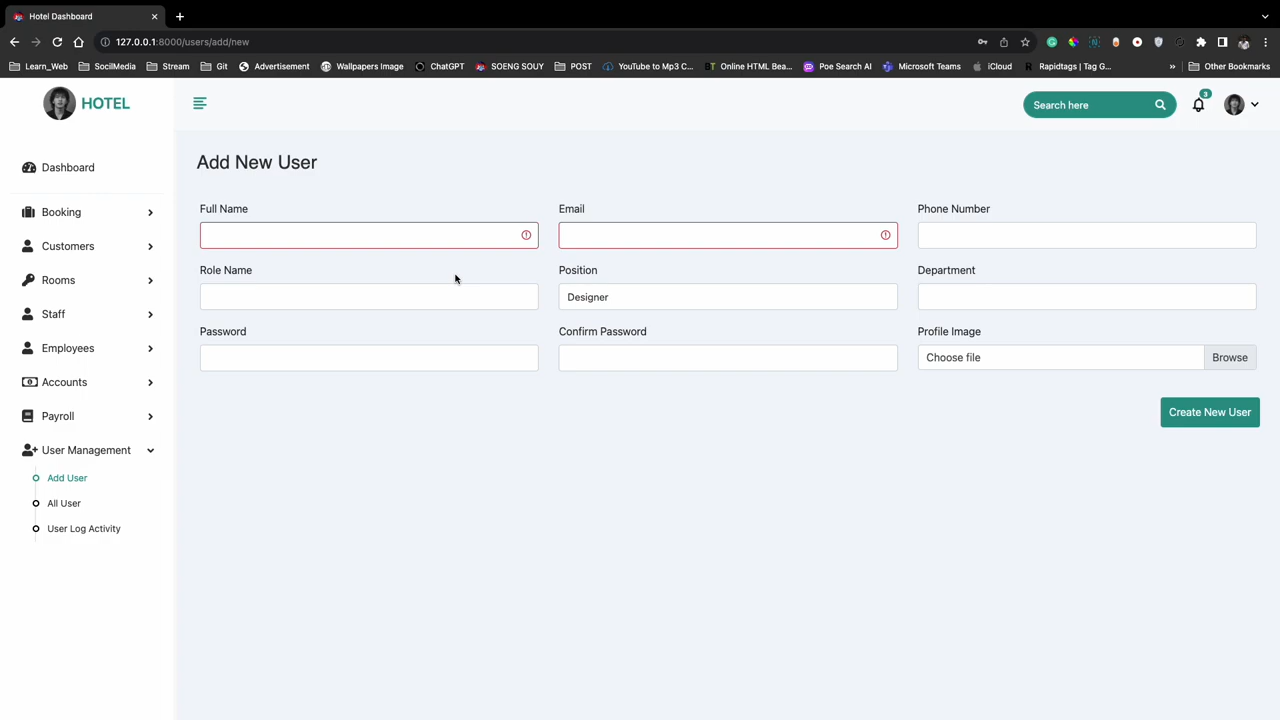 Hotel Dashboard
127.0.0.1:8000/users/add/new
Learn_Web SocilMedia Stream Git Advertisement Wallpapers Image ChatGPT SOENG SOUY POST YouTube to Mp3 C... Online HTML Bea... Poe Search AI Microsoft Teams iCloud Rapidtags | Tag G... » Other Bookmarks
HOTEL
Search here
3
Dashboard
Booking
Customers
Rooms
Staff
Employees
Accounts
Payroll
User Management
Add User
All User
User Log Activity
Add New User
Full Name Email Phone Number
Role Name Position Department
Designer
Password Confirm Password Profile Image
Choose file Browse
Create New User